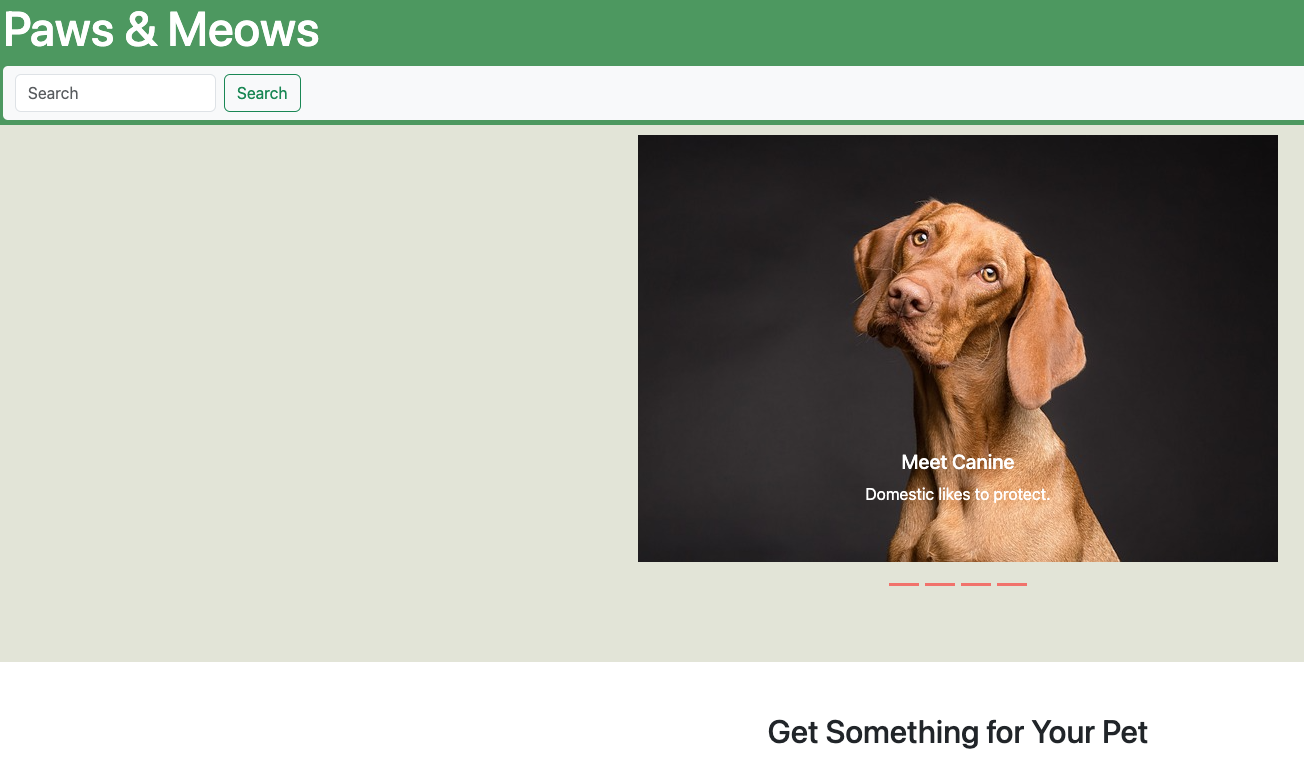 Paws & Meows
Search Search
Meet Canine
Domestic likes to protect.
Get Something for Your Pet